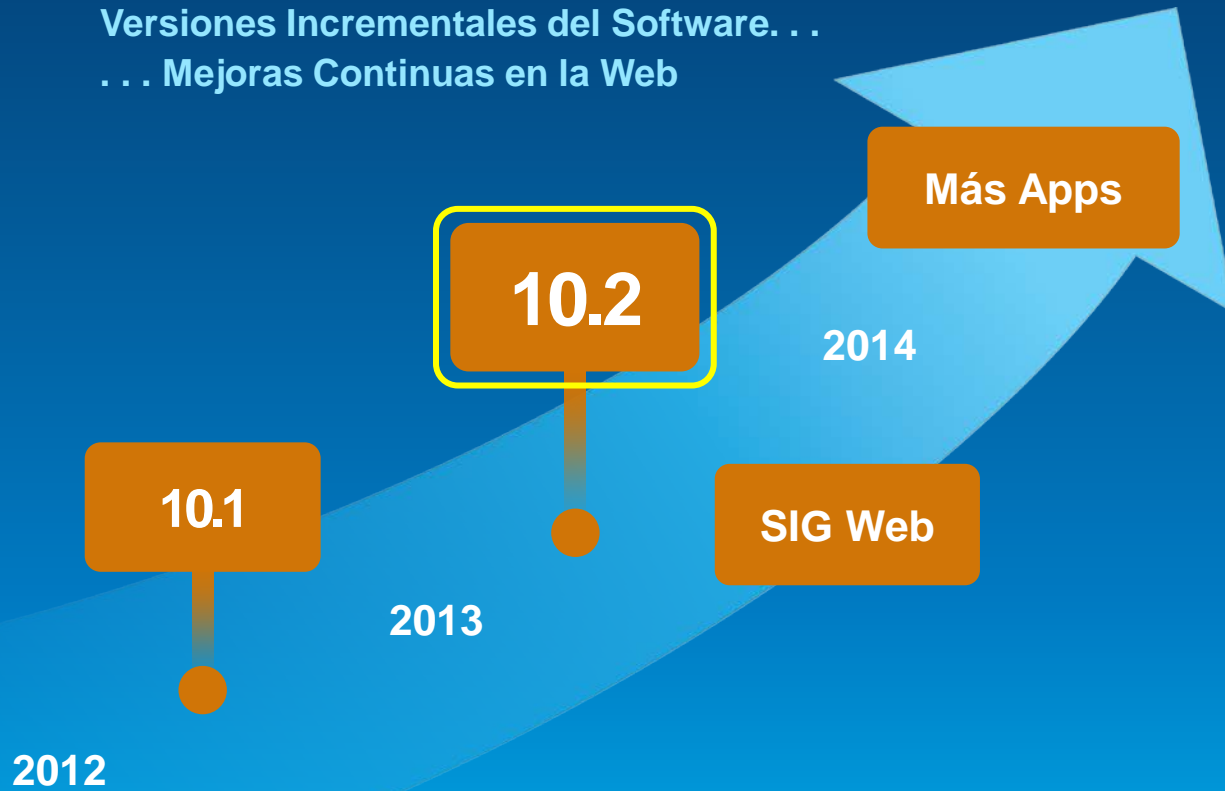 Versiones Incrementales del Software. . .
. . . Mejoras Continuas en la Web
Más Apps
10.2
2014
10.1
SIG Web
2013
2012